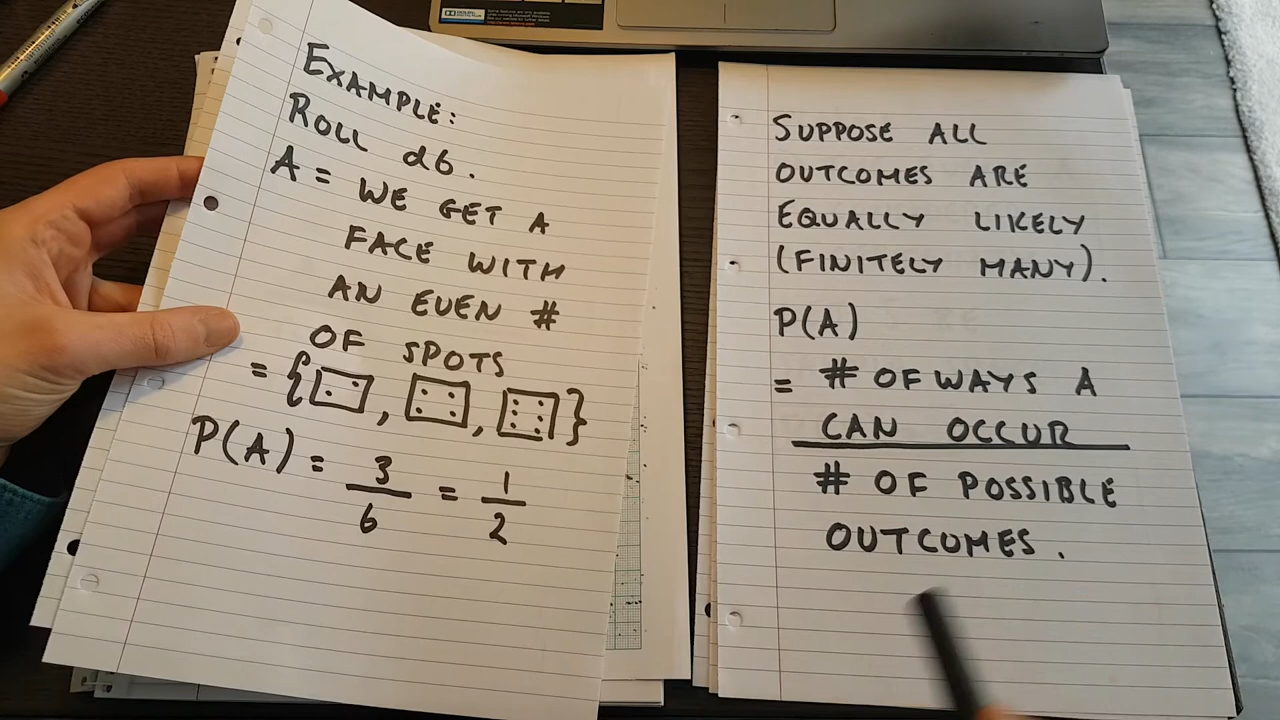 EXAMPLE:
ROLL d6.
A = WE GET A
FACE WITH
AN EVEN #
OF SPOTS
= { , , }
P(A) = 3/6 = 1/2
SUPPOSE ALL
OUTCOMES ARE
EQUALLY LIKELY
(FINITELY MANY).
P(A)
= # OF WAYS A
CAN OCCUR
# OF POSSIBLE
OUTCOMES.